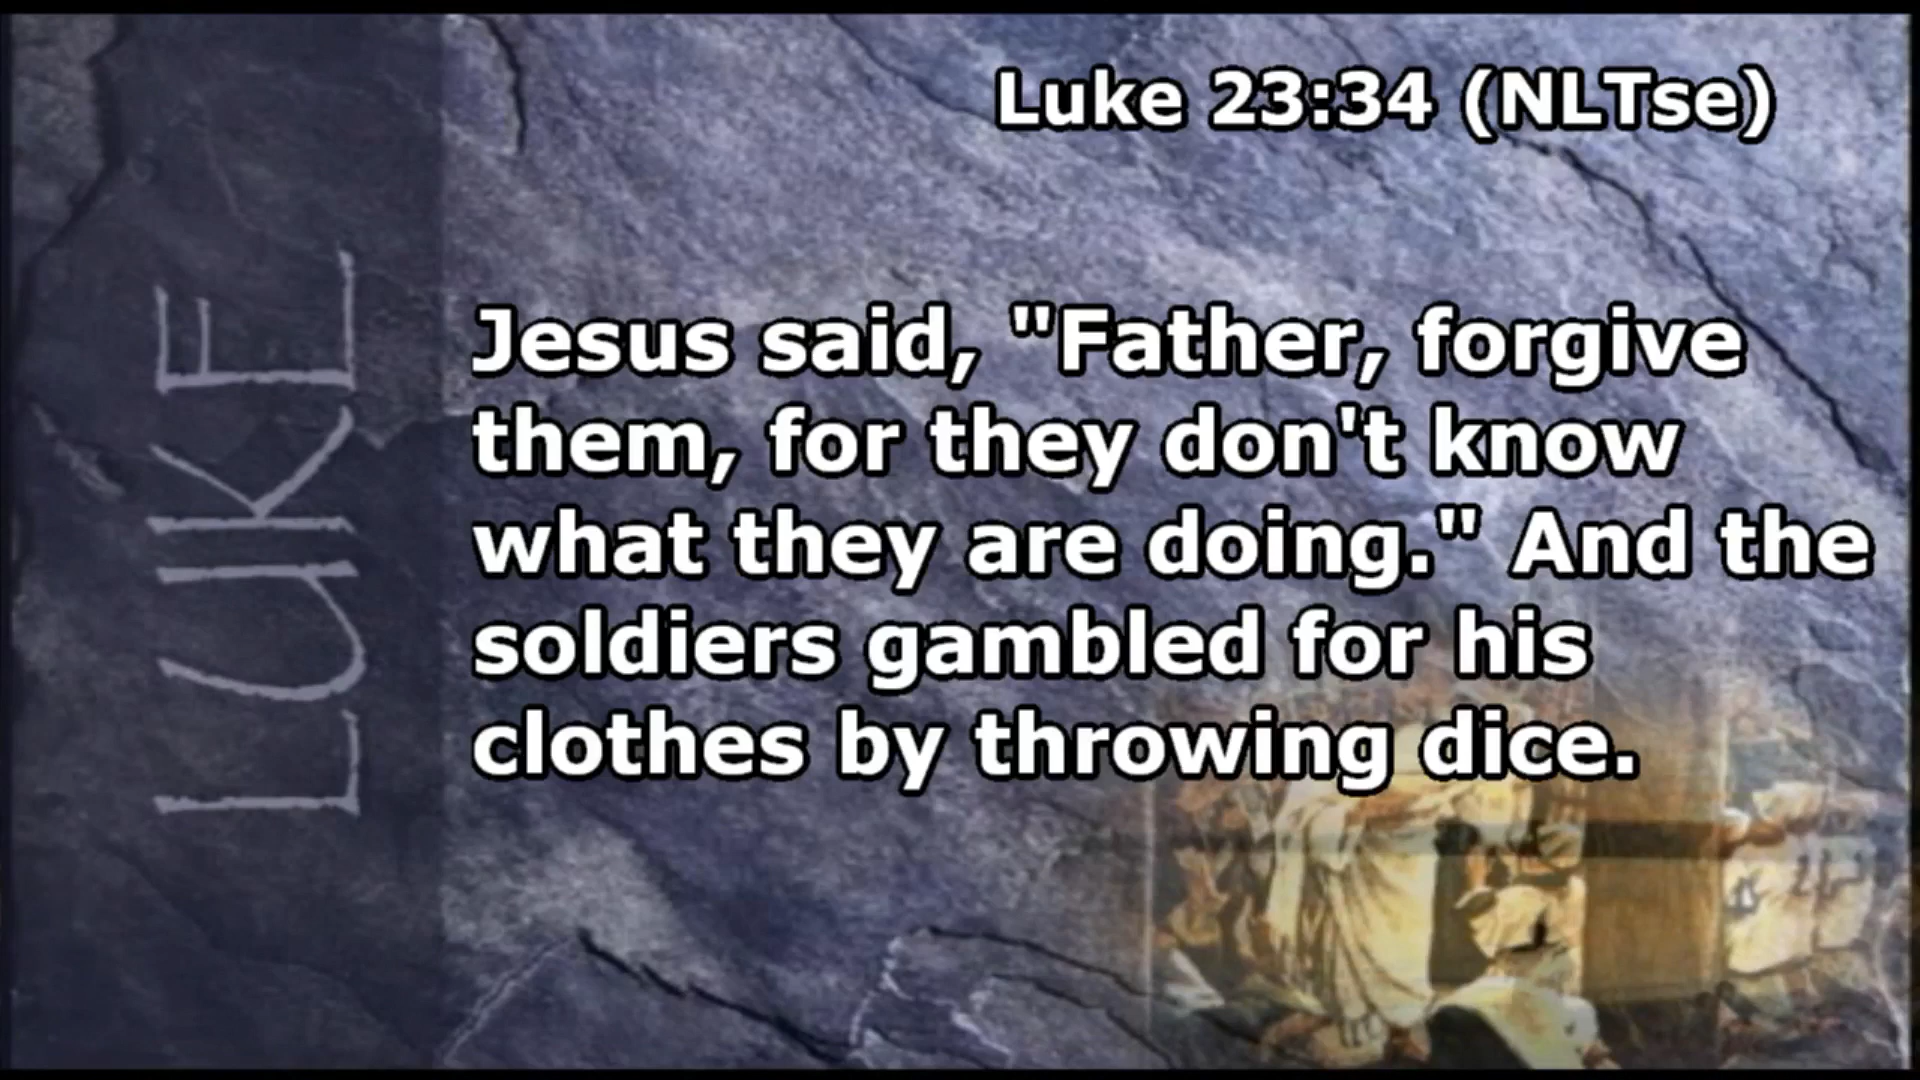 LUKE
Luke 23:34 (NLTse)
Jesus said, "Father, forgive
them, for they don't know
what they are doing." And the
soldiers gambled for his
clothes by throwing dice.